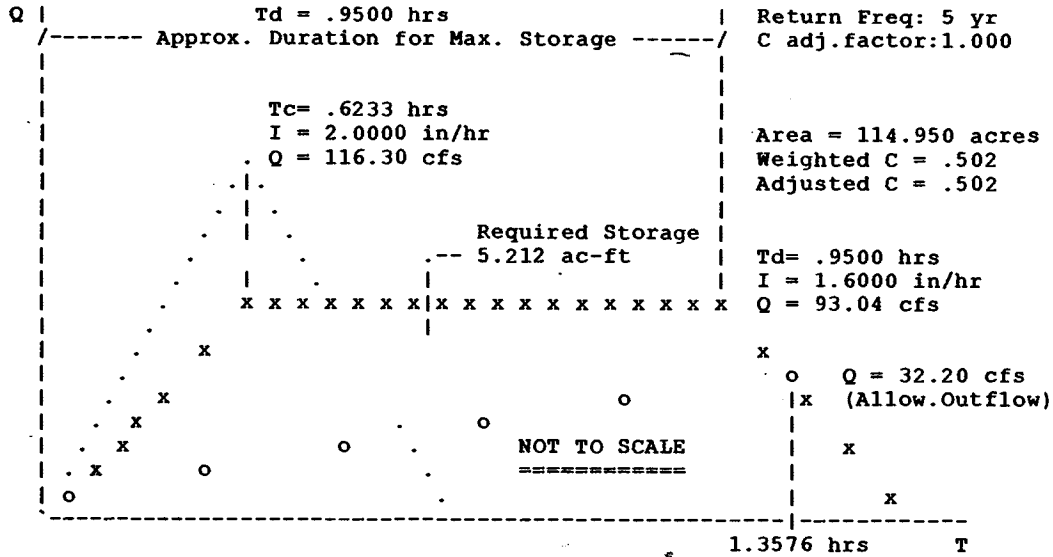 Q Td = .9500 hrs Return Freq: 5 yr
/------- Approx. Duration for Max. Storage ------/ C adj.factor:1.000
Tc= .6233 hrs
I = 2.0000 in/hr Area = 114.950 acres
Q = 116.30 cfs Weighted C = .502
Adjusted C = .502
Required Storage
5.212 ac-ft Td= .9500 hrs
I = 1.6000 in/hr
x x x x x x x x x x x x x x x x x x Q = 93.04 cfs
x x
o Q = 32.20 cfs
x o x (Allow.Outflow)
x o
x o NOT TO SCALE x
x o ============
o x
1.3576 hrs T